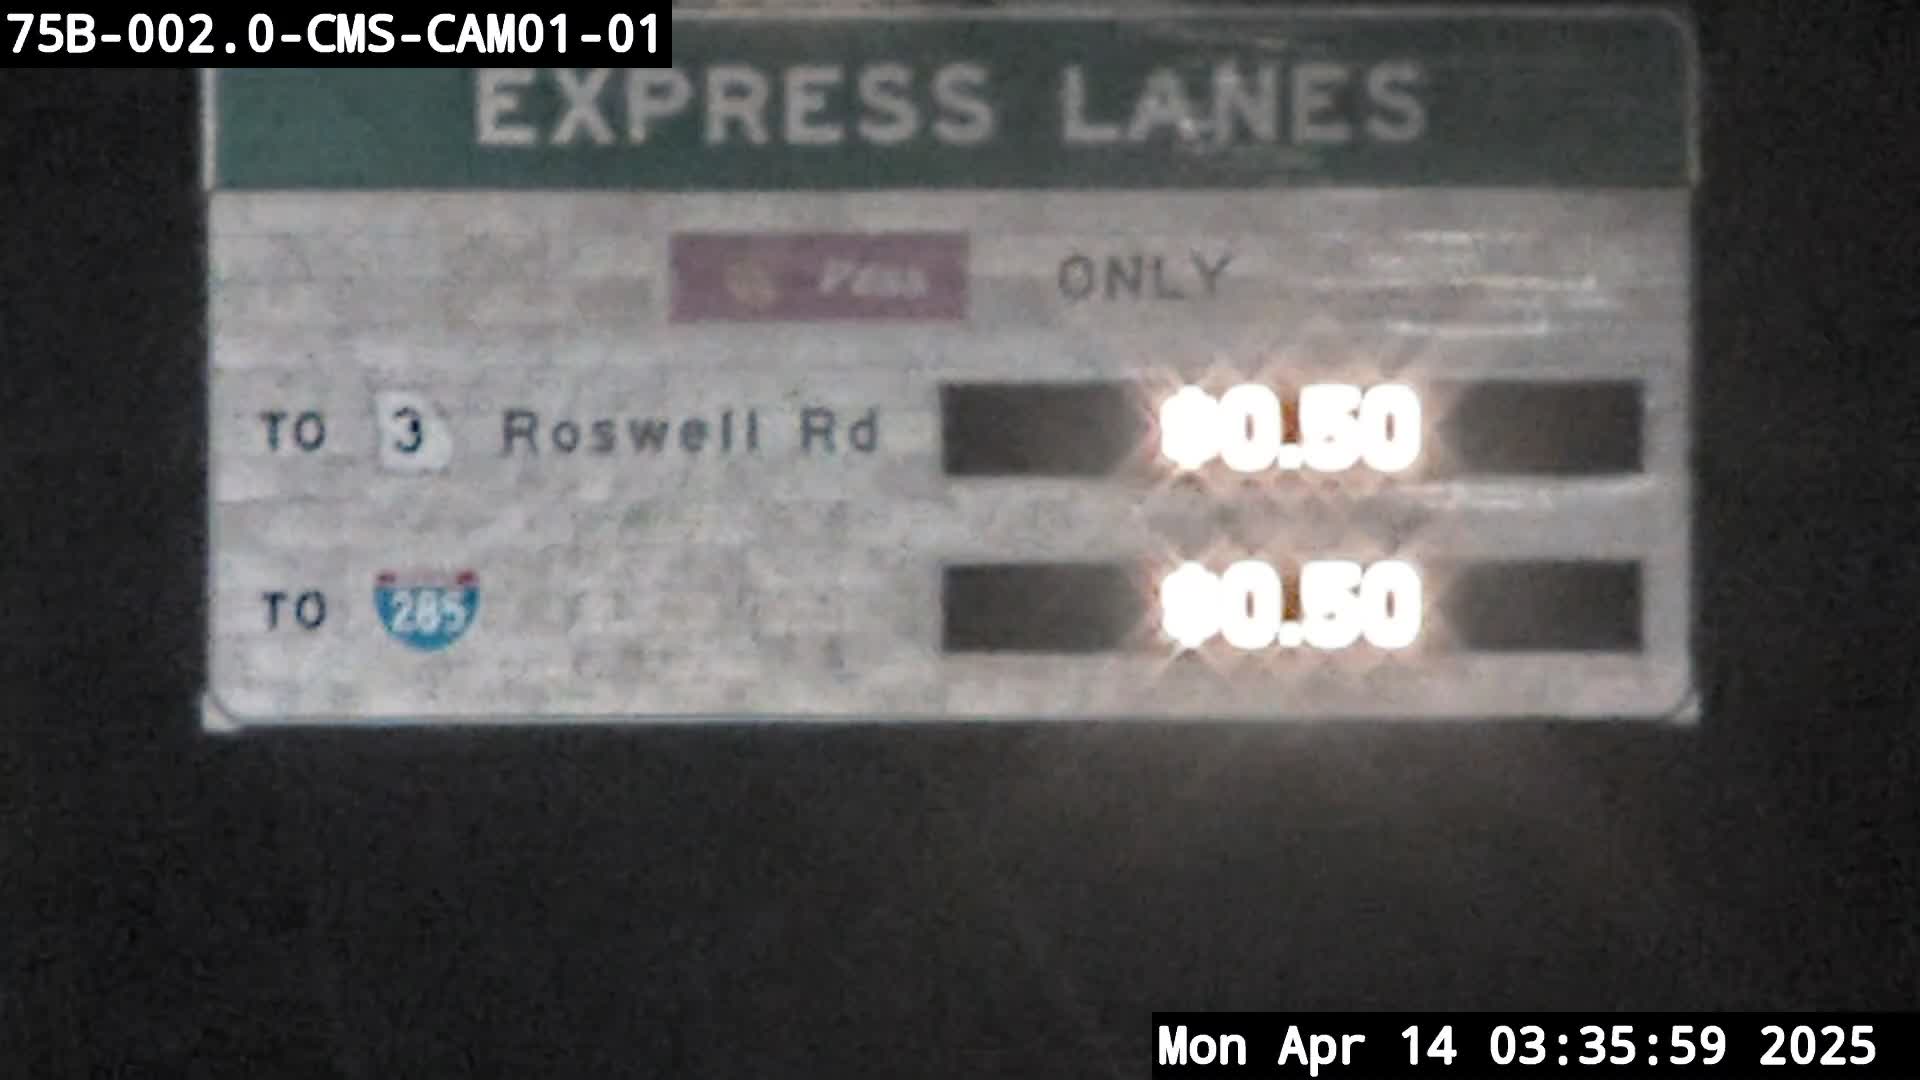 75B-002.0-CMS-CAM01-01
EXPRESS LANES
Pass ONLY
TO 3 Roswell Rd $0.50
TO 285 $0.50
Mon Apr 14 03:35:59 2025